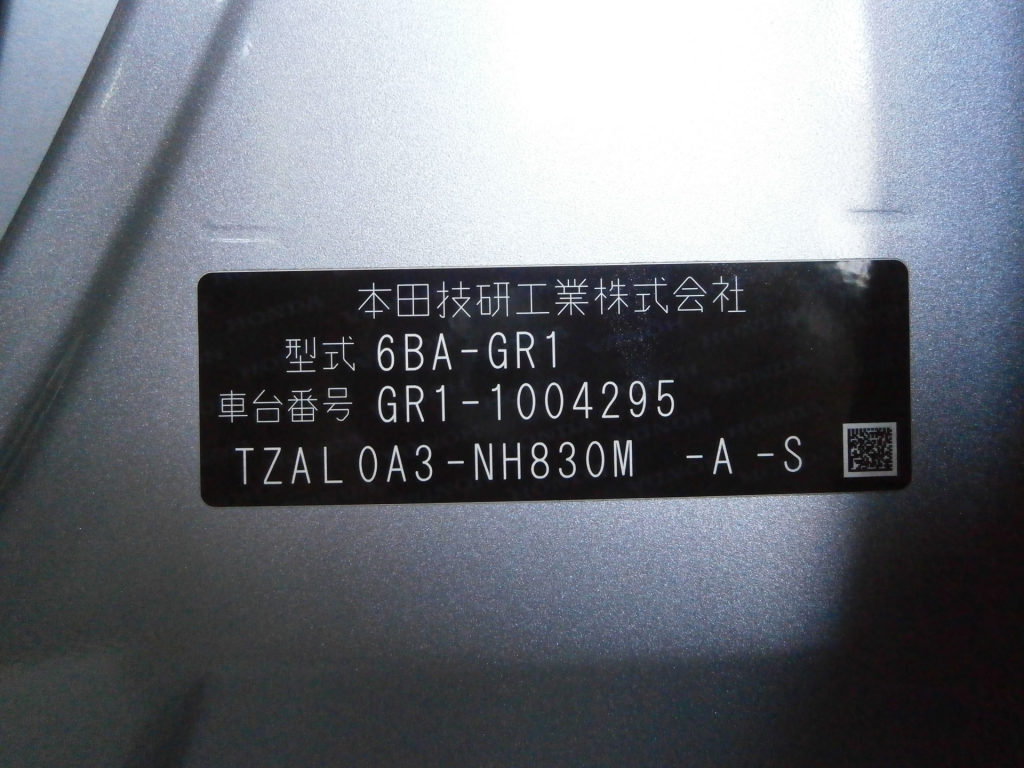 本田技研工業株式会社
型式 6BA-GR1
車台番号 GR1-1004295
TZAL0A3-NH830M -A -S